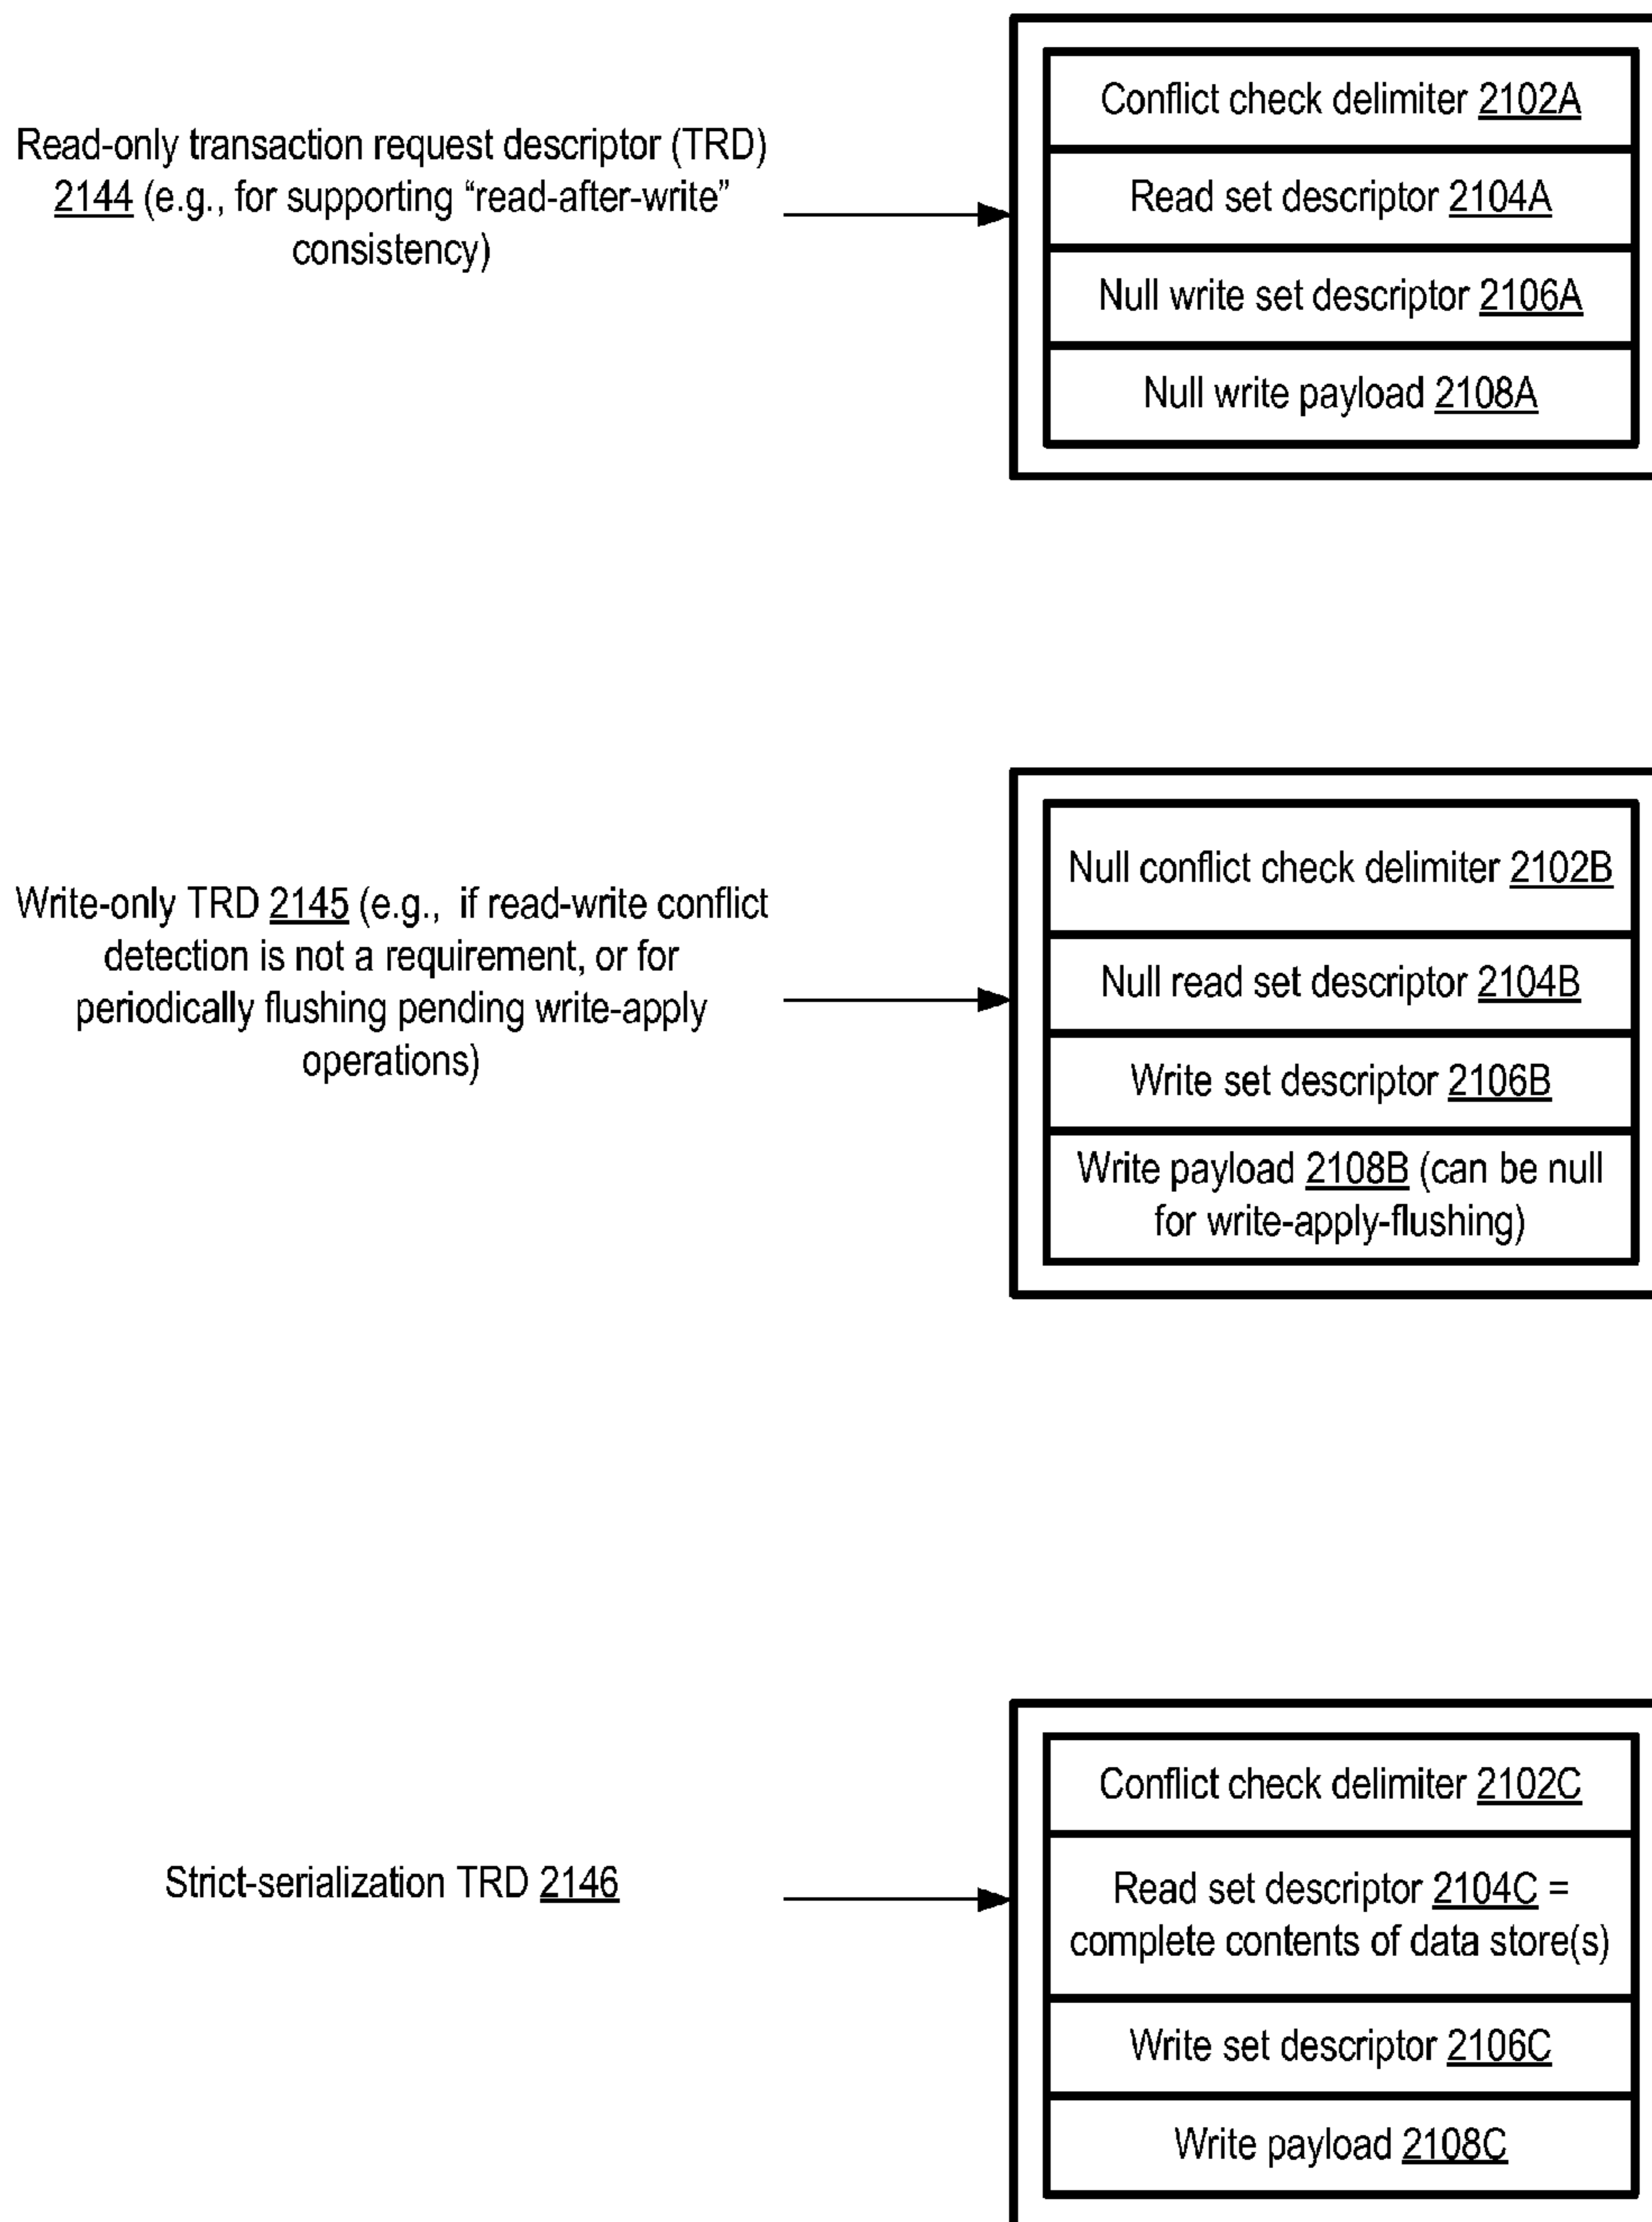 Read-only transaction request descriptor (TRD)
2144 (e.g., for supporting “read-after-write”
consistency)
Conflict check delimiter 2102A
Read set descriptor 2104A
Null write set descriptor 2106A
Null write payload 2108A
Write-only TRD 2145 (e.g., if read-write conflict
detection is not a requirement, or for
periodically flushing pending write-apply
operations)
Null conflict check delimiter 2102B
Null read set descriptor 2104B
Write set descriptor 2106B
Write payload 2108B (can be null
for write-apply-flushing)
Strict-serialization TRD 2146
Conflict check delimiter 2102C
Read set descriptor 2104C =
complete contents of data store(s)
Write set descriptor 2106C
Write payload 2108C